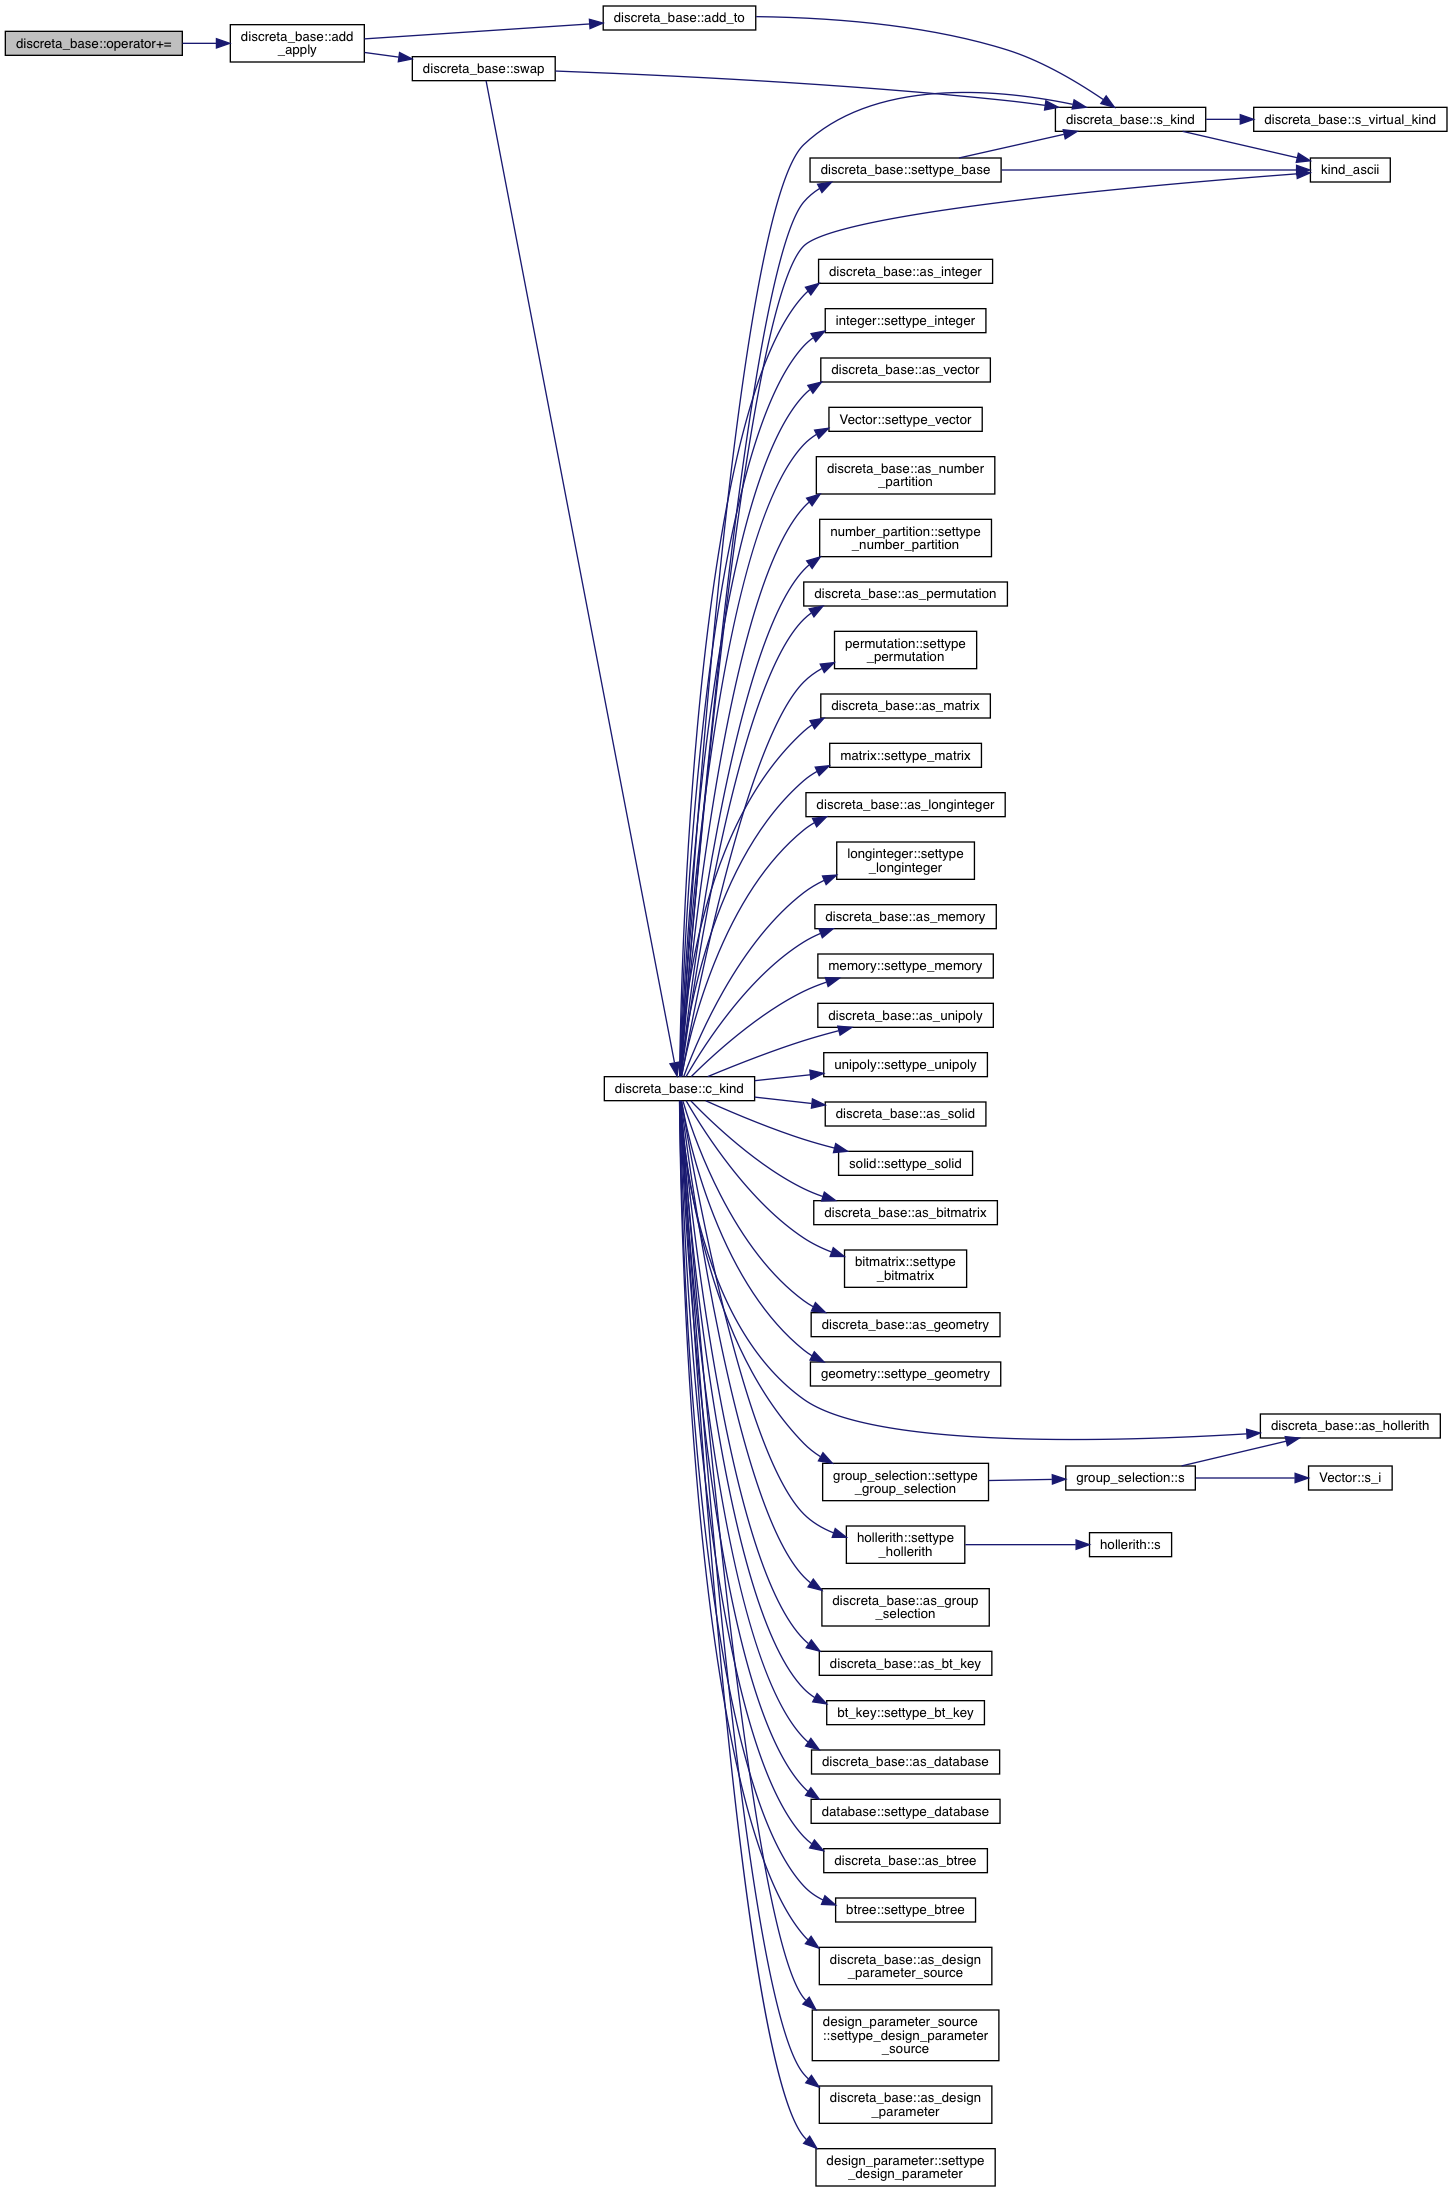 discreta_base::operator+=
discreta_base::add
_apply
discreta_base::add_to
discreta_base::swap
discreta_base::s_kind
discreta_base::s_virtual_kind
discreta_base::settype_base
kind_ascii
discreta_base::as_integer
integer::settype_integer
discreta_base::as_vector
Vector::settype_vector
discreta_base::as_number
_partition
number_partition::settype
_number_partition
discreta_base::as_permutation
permutation::settype
_permutation
discreta_base::as_matrix
matrix::settype_matrix
discreta_base::as_longinteger
longinteger::settype
_longinteger
discreta_base::as_memory
memory::settype_memory
discreta_base::as_unipoly
unipoly::settype_unipoly
discreta_base::c_kind
discreta_base::as_solid
solid::settype_solid
discreta_base::as_bitmatrix
bitmatrix::settype
_bitmatrix
discreta_base::as_geometry
geometry::settype_geometry
discreta_base::as_hollerith
group_selection::settype
_group_selection
group_selection::s
Vector::s_i
hollerith::settype
_hollerith
hollerith::s
discreta_base::as_group
_selection
discreta_base::as_bt_key
bt_key::settype_bt_key
discreta_base::as_database
database::settype_database
discreta_base::as_btree
btree::settype_btree
discreta_base::as_design
_parameter_source
design_parameter_source
::settype_design_parameter
_source
discreta_base::as_design
_parameter
design_parameter::settype
_design_parameter